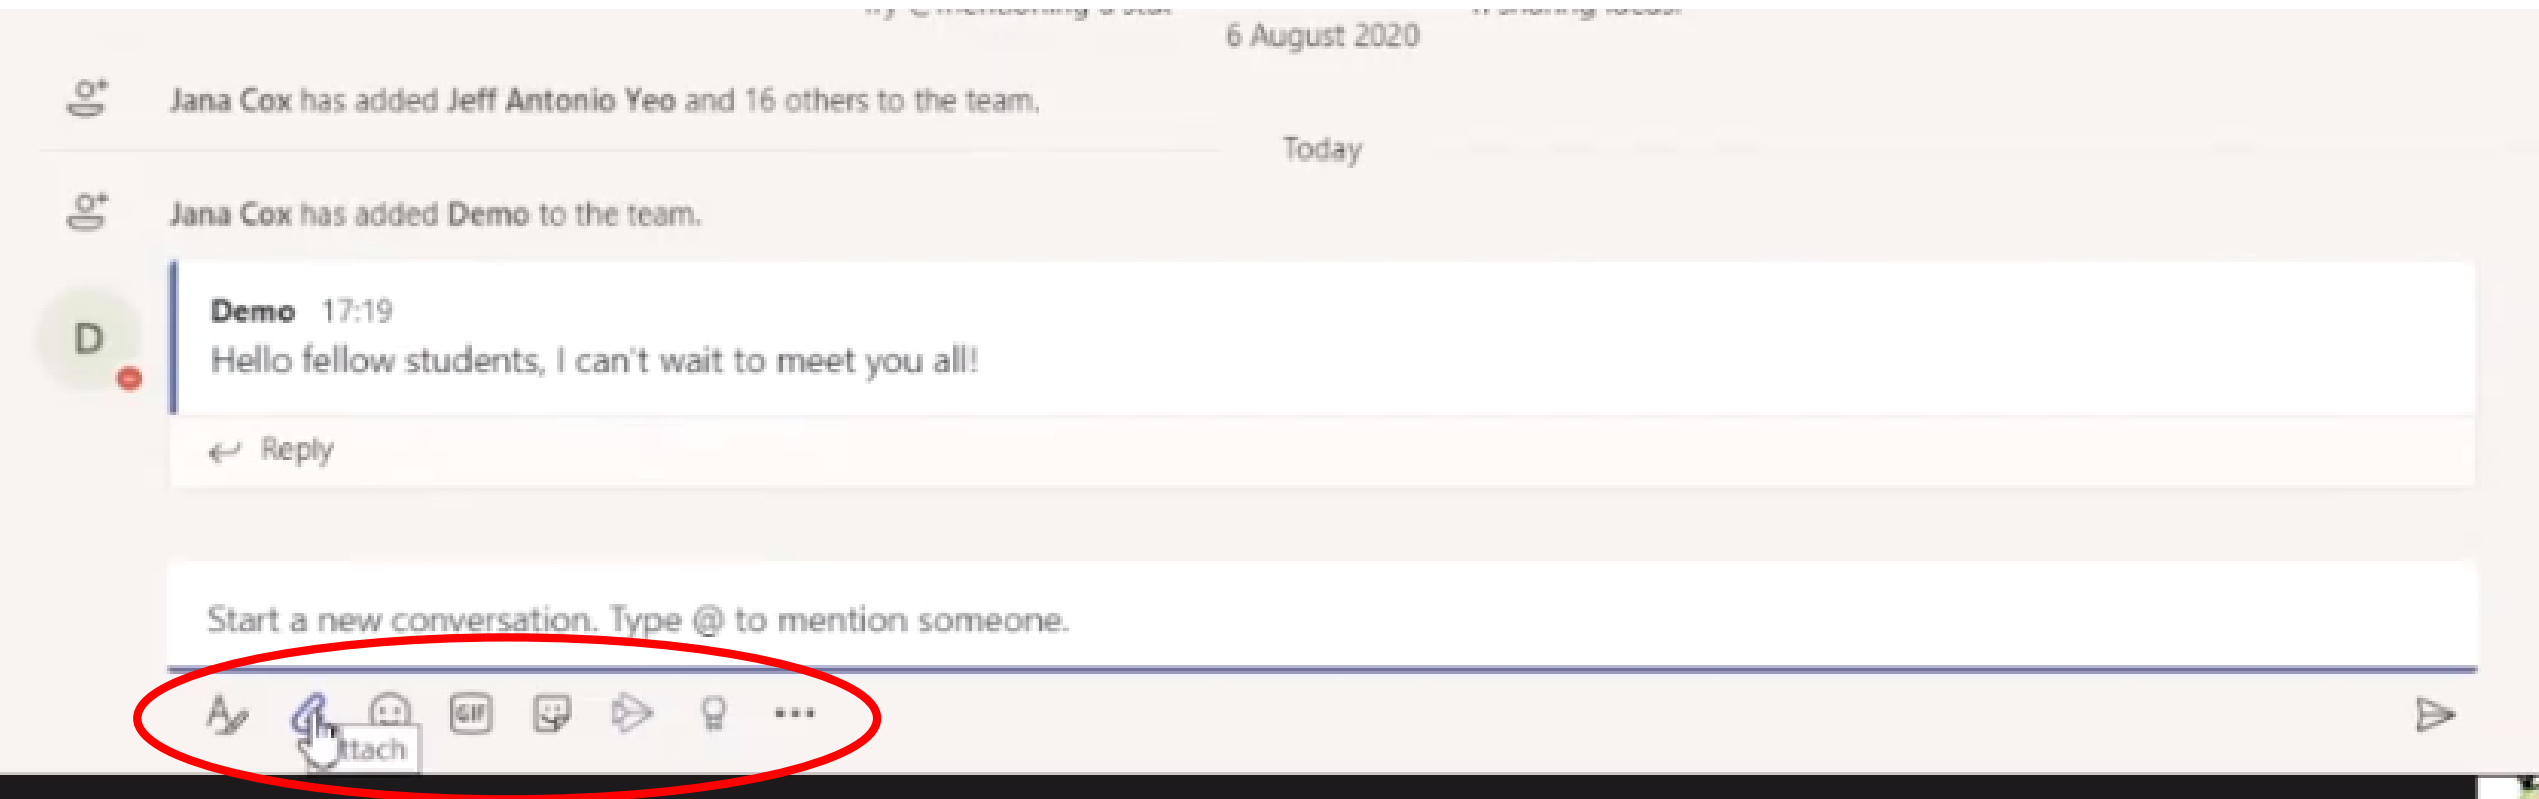 6 August 2020
Jana Cox has added Jeff Antonio Yeo and 16 others to the team.
Today
Jana Cox has added Demo to the team.
D
Demo 17:19
Hello fellow students, I can't wait to meet you all!
Reply
Start a new conversation. Type @ to mention someone.
GIF
ttach